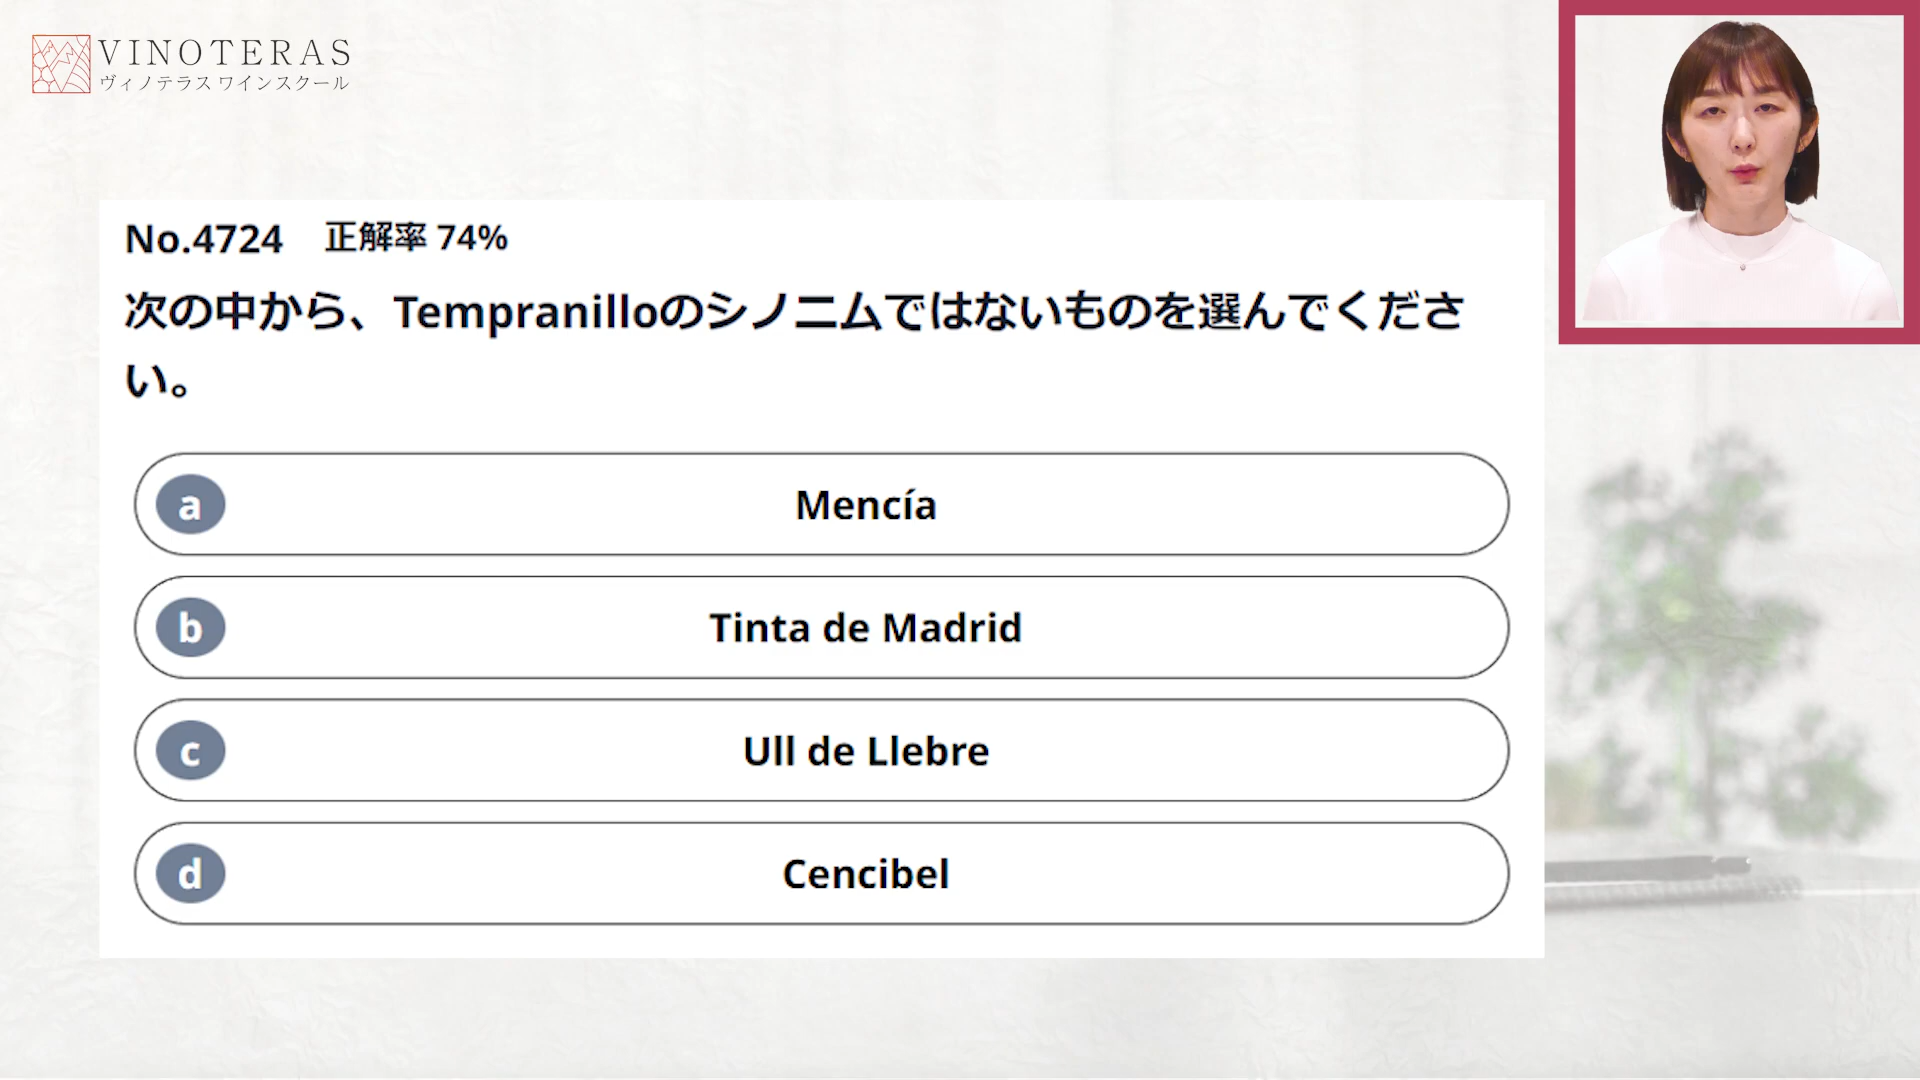 VINOTERAS
ヴィノテラス ワインスクール
No.4724 正解率 74%
次の中から、Tempranilloのシノニムではないものを選んでくださ
い。
a Mencía
b Tinta de Madrid
c Ull de Llebre
d Cencibel